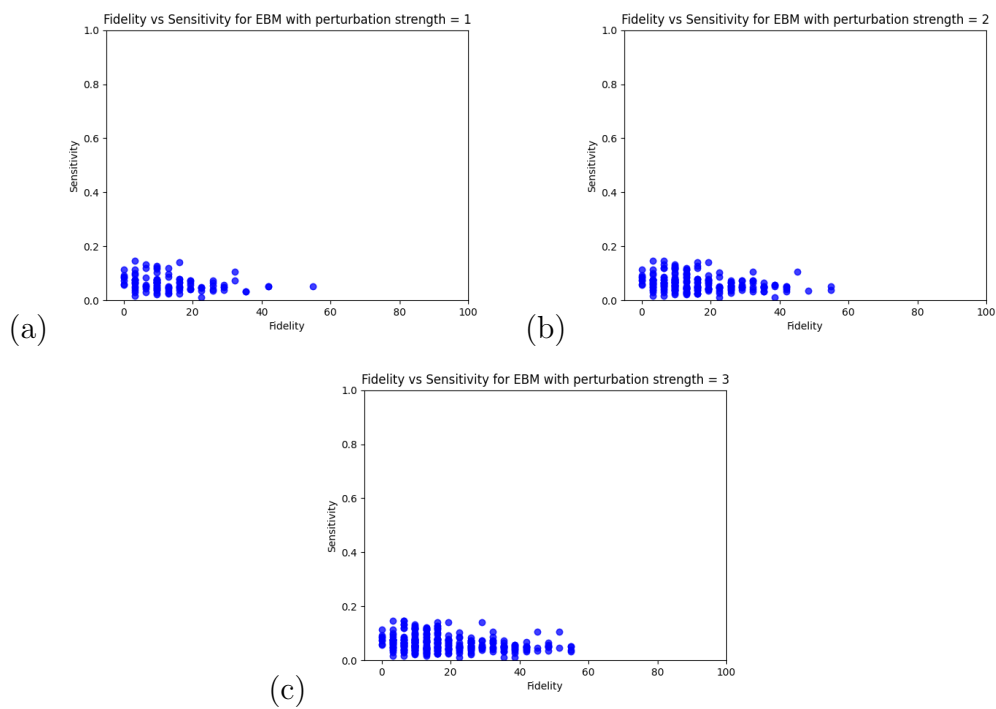 Fidelity vs Sensitivity for EBM with perturbation strength = 1
1.0
0.8
0.6
0.4
0.2
0.0
Sensitivity
0 20 40 60 80 100
Fidelity
(a)
Fidelity vs Sensitivity for EBM with perturbation strength = 2
1.0
0.8
0.6
0.4
0.2
0.0
Sensitivity
0 20 40 60 80 100
Fidelity
(b)
Fidelity vs Sensitivity for EBM with perturbation strength = 3
1.0
0.8
0.6
0.4
0.2
0.0
Sensitivity
0 20 40 60 80 100
Fidelity
(c)